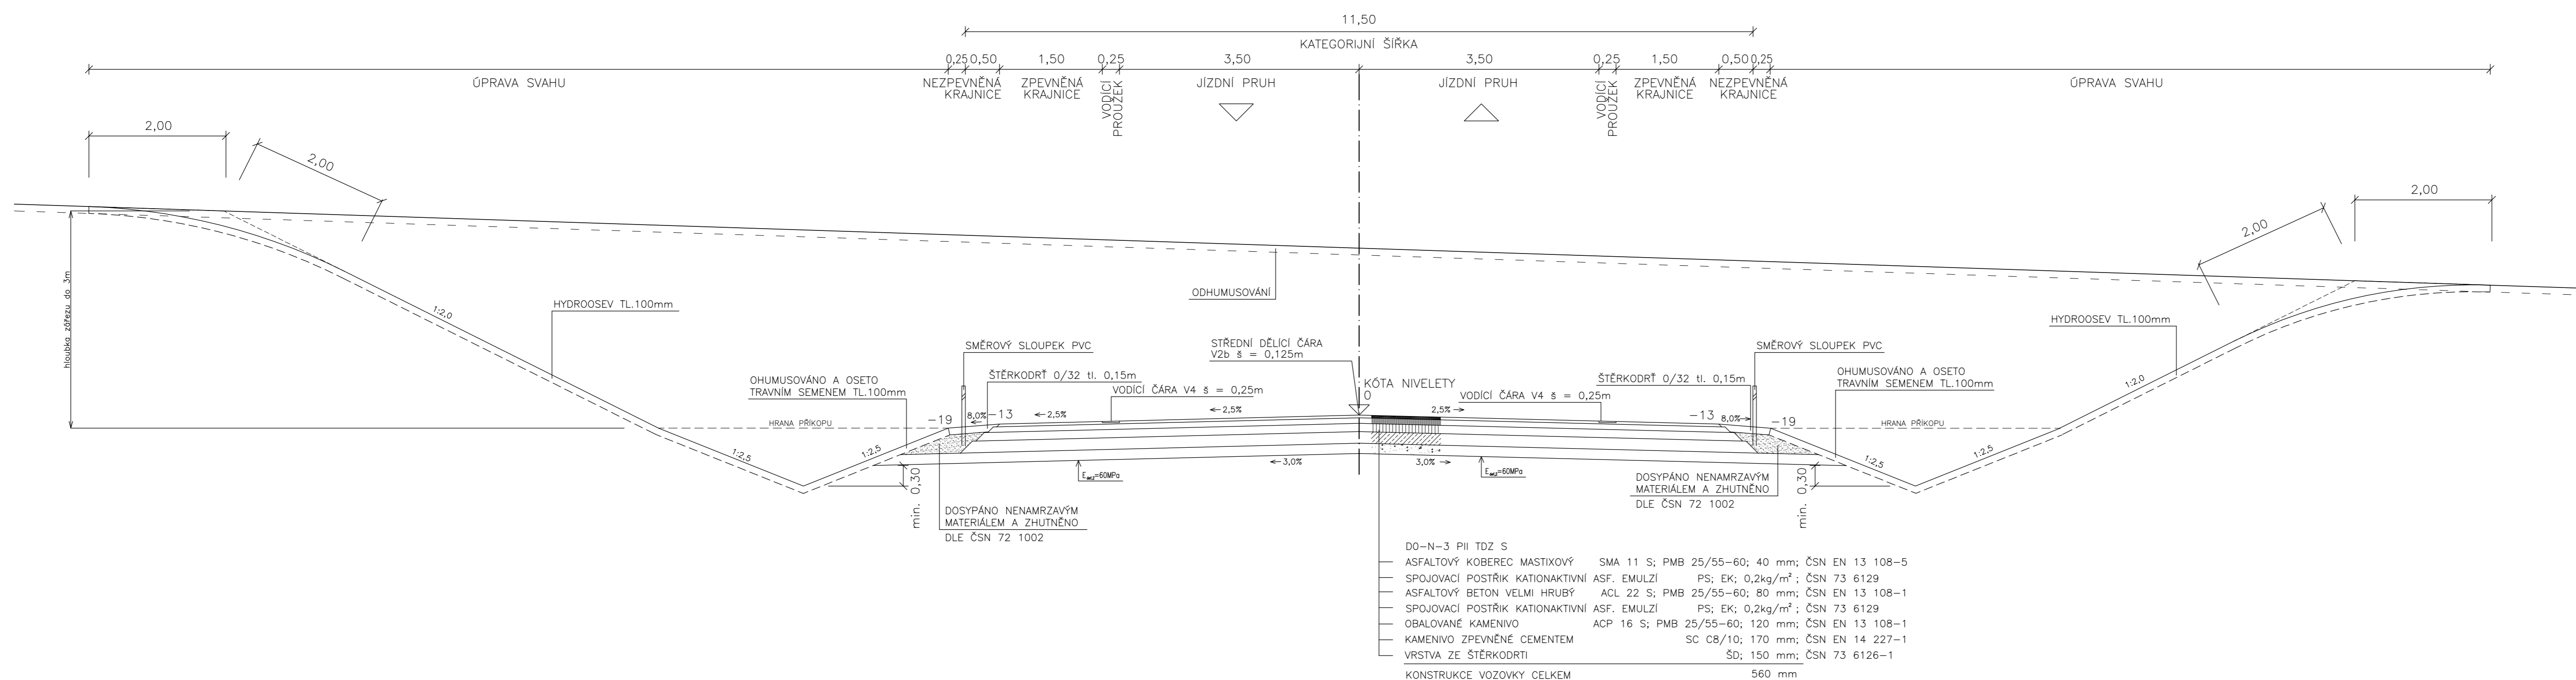 11,50
KATEGORIJNÍ ŠÍŘKA
0,25 0,50 1,50 0,25 3,50 3,50 0,25 1,50 0,50 0,25
ÚPRAVA SVAHU
NEZPEVNĚNÁ
KRAJNICE
ZPEVNĚNÁ
KRAJNICE
VODÍCÍ
PROUŽEK
JÍZDNÍ PRUH
JÍZDNÍ PRUH
VODÍCÍ
PROUŽEK
ZPEVNĚNÁ
KRAJNICE
NEZPEVNĚNÁ
KRAJNICE
ÚPRAVA SVAHU
2,00
2,00
2,00
2,00
hloubka zářezu do 3m
1:2,0
HYDROOSEV TL.100mm
ODHUMUSOVÁNÍ
HYDROOSEV TL.100mm
1:2,0
SMĚROVÝ SLOUPEK PVC
STŘEDNÍ DĚLÍCÍ ČÁRA
V2b š = 0,125m
SMĚROVÝ SLOUPEK PVC
OHUMUSOVÁNO A OSETO
TRAVNÍM SEMENEM TL.100mm
ŠTĚRKODRŤ 0/32 tl. 0,15m
VODÍCÍ ČÁRA V4 š = 0,25m
KÓTA NIVELETY
0
ŠTĚRKODRŤ 0/32 tl. 0,15m
VODÍCÍ ČÁRA V4 š = 0,25m
OHUMUSOVÁNO A OSETO
TRAVNÍM SEMENEM TL.100mm
HRANA PŘÍKOPU
-19
8,0%
-13
2,5%
2,5%
2,5%
-13
8,0%
-19
HRANA PŘÍKOPU
1:2,5
1:2,5
1:2,5
1:2,5
3,0%
3,0%
=60MPa
=60MPa
min. 0,30
min. 0,30
DOSYPÁNO NENAMRZAVÝM
MATERIÁLEM A ZHUTNĚNO
DLE ČSN 72 1002
DOSYPÁNO NENAMRZAVÝM
MATERIÁLEM A ZHUTNĚNO
DLE ČSN 72 1002
D0-N-3 PII TDZ S
ASFALTOVÝ KOBEREC MASTIXOVÝ SMA 11 S; PMB 25/55-60; 40 mm; ČSN EN 13 108-5
SPOJOVACÍ POSTŘIK KATIONAKTIVNÍ ASF. EMULZÍ PS; EK; 0,2kg/m²; ČSN 73 6129
ASFALTOVÝ BETON VELMI HRUBÝ ACL 22 S; PMB 25/55-60; 80 mm; ČSN EN 13 108-1
SPOJOVACÍ POSTŘIK KATIONAKTIVNÍ ASF. EMULZÍ PS; EK; 0,2kg/m²; ČSN 73 6129
OBALOVANÉ KAMENIVO ACP 16 S; PMB 25/55-60; 120 mm; ČSN EN 13 108-1
KAMENIVO ZPEVNĚNÉ CEMENTEM SC C8/10; 170 mm; ČSN EN 14 227-1
VRSTVA ZE ŠTĚRKODRTI ŠD; 150 mm; ČSN 73 6126-1
KONSTRUKCE VOZOVKY CELKEM 560 mm